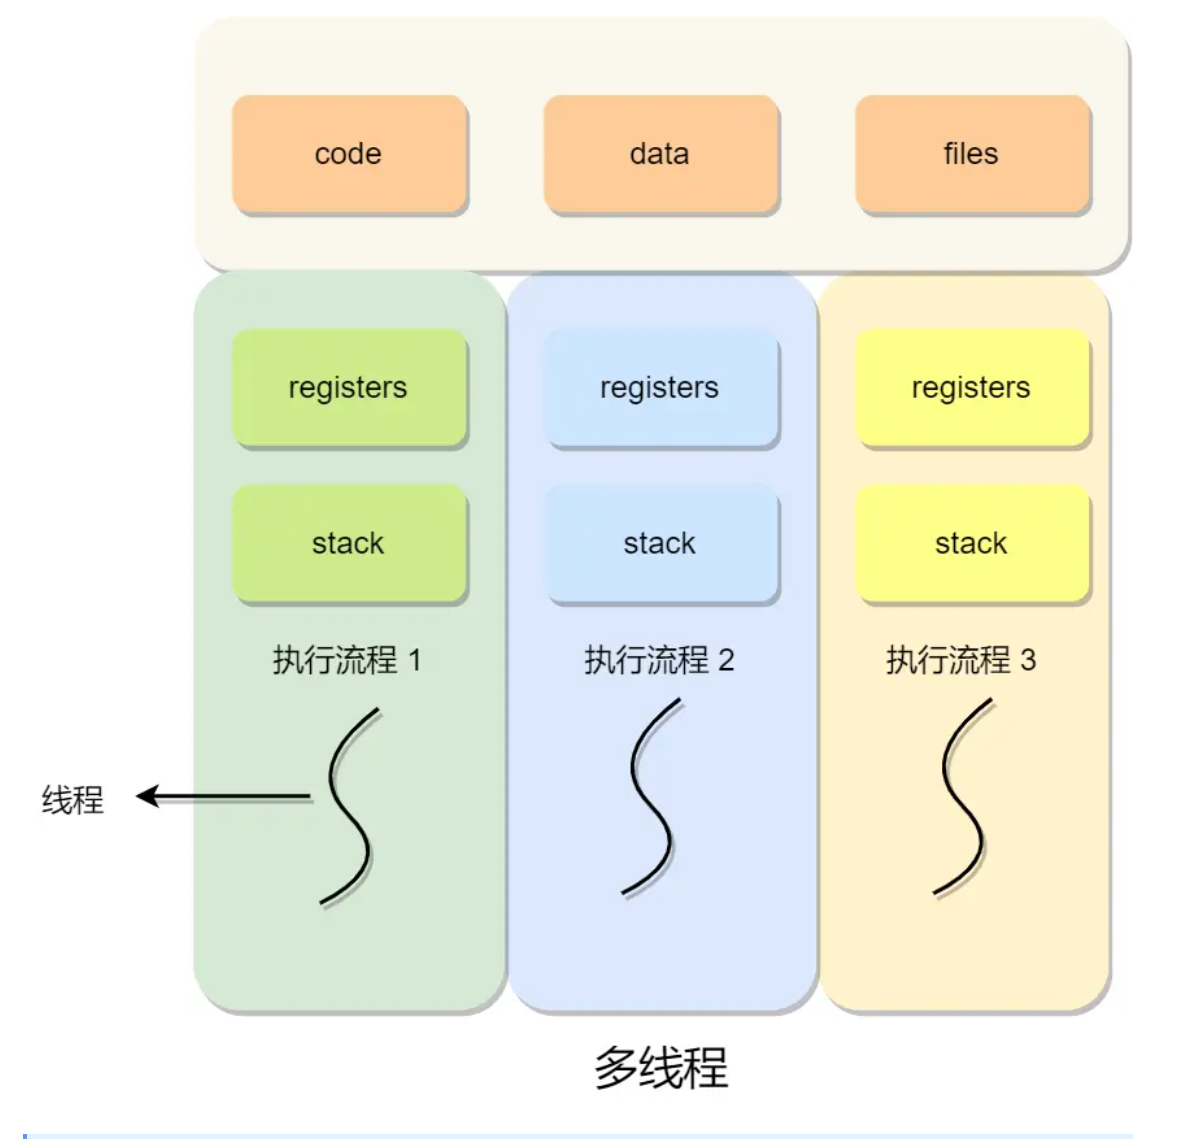 code data files
registers registers registers
stack stack stack
执行流程 1 执行流程 2 执行流程 3
线程
多线程